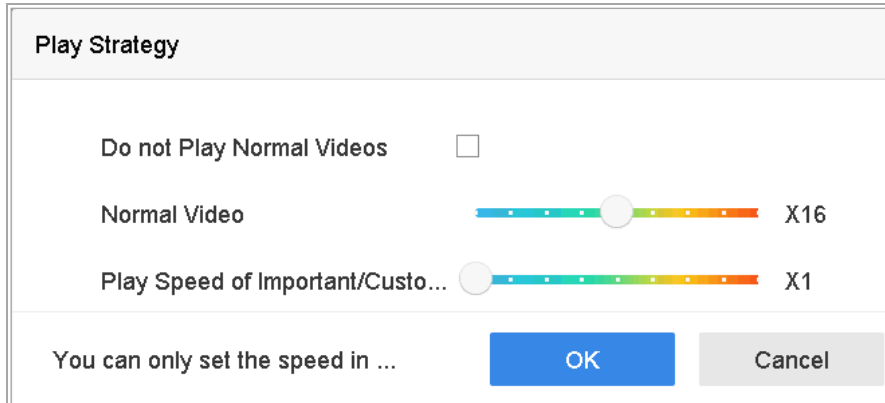 Play Strategy
Do not Play Normal Videos
Normal Video X16
Play Speed of Important/Custo... X1
You can only set the speed in ... OK Cancel